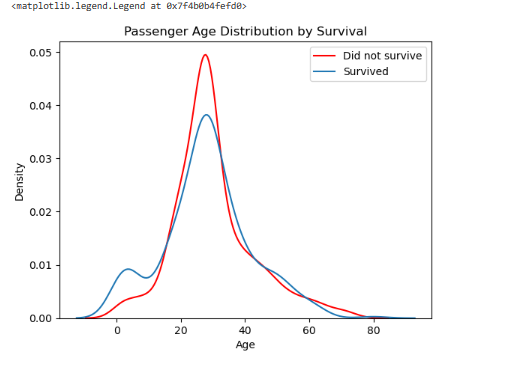 <matplotlib.legend.Legend at 0x7f4b0b4fefd0>
Passenger Age Distribution by Survival
Did not survive
Survived
0.05
0.04
0.03
0.02
0.01
0.00
Density
0 20 40 60 80
Age